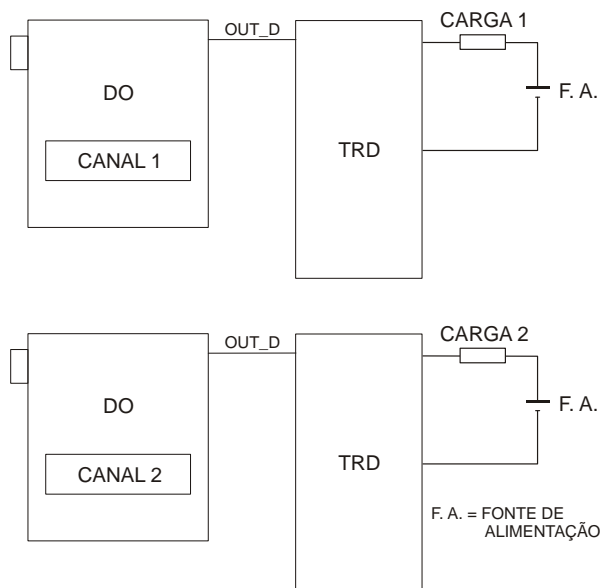 OUT_D
CARGA 1
DO
F. A.
CANAL 1
TRD
OUT_D
CARGA 2
DO
F. A.
CANAL 2
TRD
F. A. = FONTE DE
ALIMENTAÇÃO